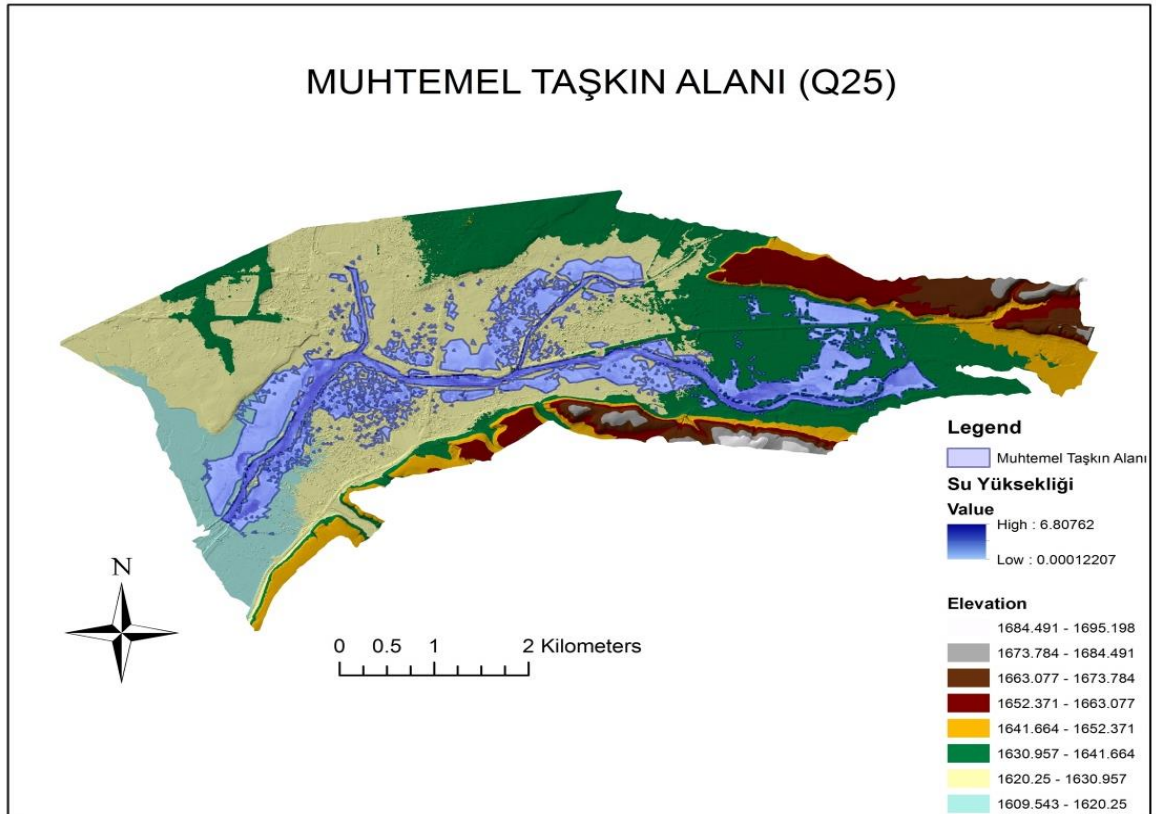 MUHTEMEL TAŞKIN ALANI (Q25)
N
0 0.5 1 2 Kilometers
Legend
Muhtemel Taşkın Alanı
Su Yüksekliği
Value
High : 6.80762
Low : 0.00012207
Elevation
1684.491 - 1695.198
1673.784 - 1684.491
1663.077 - 1673.784
1652.371 - 1663.077
1641.664 - 1652.371
1630.957 - 1641.664
1620.25 - 1630.957
1609.543 - 1620.25